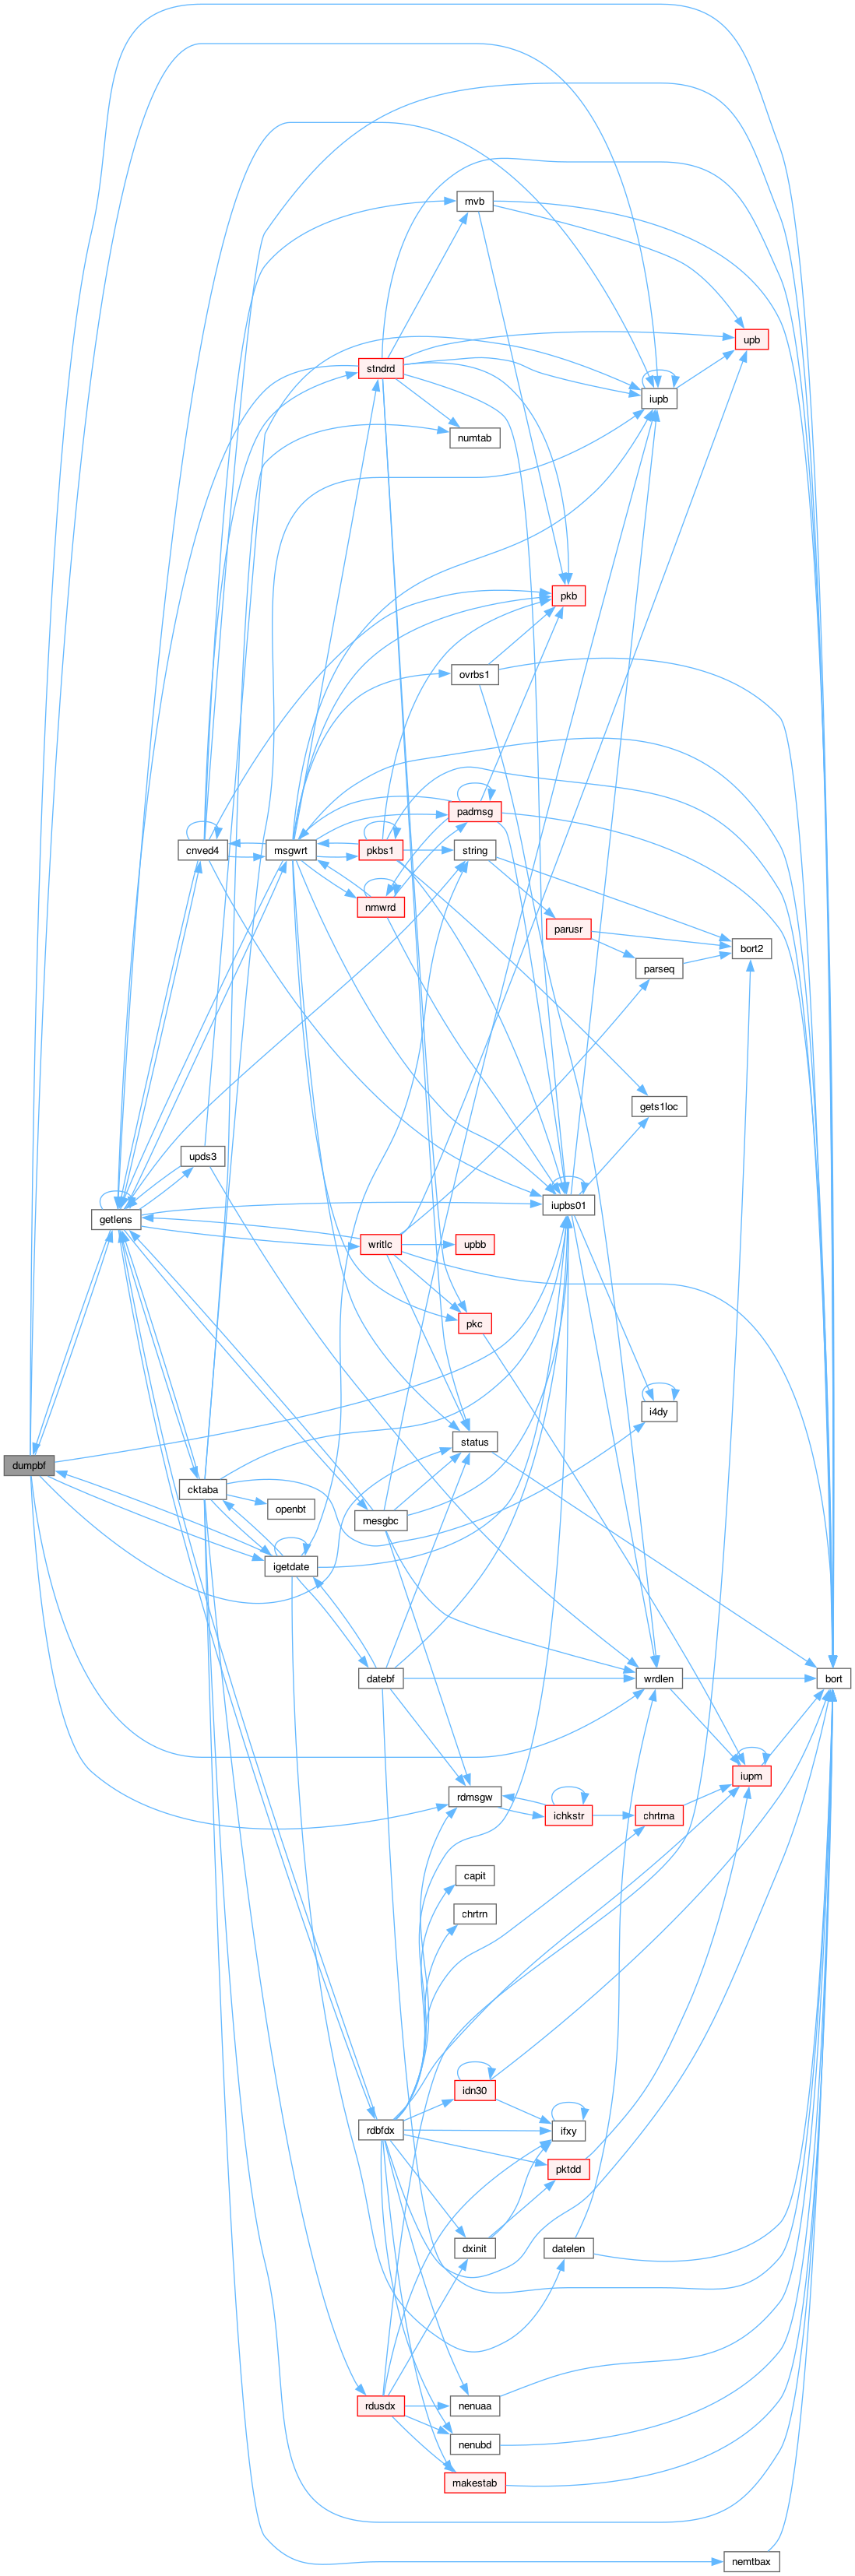 mvb
upb
stndrd
iupb
numtab
pkb
ovrbs1
padmsg
cnved4
msgwrt
pkbs1
string
nmwrd
parusr
bort2
parseq
gets1loc
upds3
iupbs01
getlens
writlc
upbb
pkc
i4dy
status
dumpbf
cktaba
openbt
mesgbc
igetdate
datebf
wrdlen
bort
iupm
rdmsgw
ichkstr
chrtrna
capit
chrtrn
idn30
rdbfdx
ifxy
pktdd
dxinit
datelen
rdusdx
nenuaa
nenubd
makestab
nemtbax